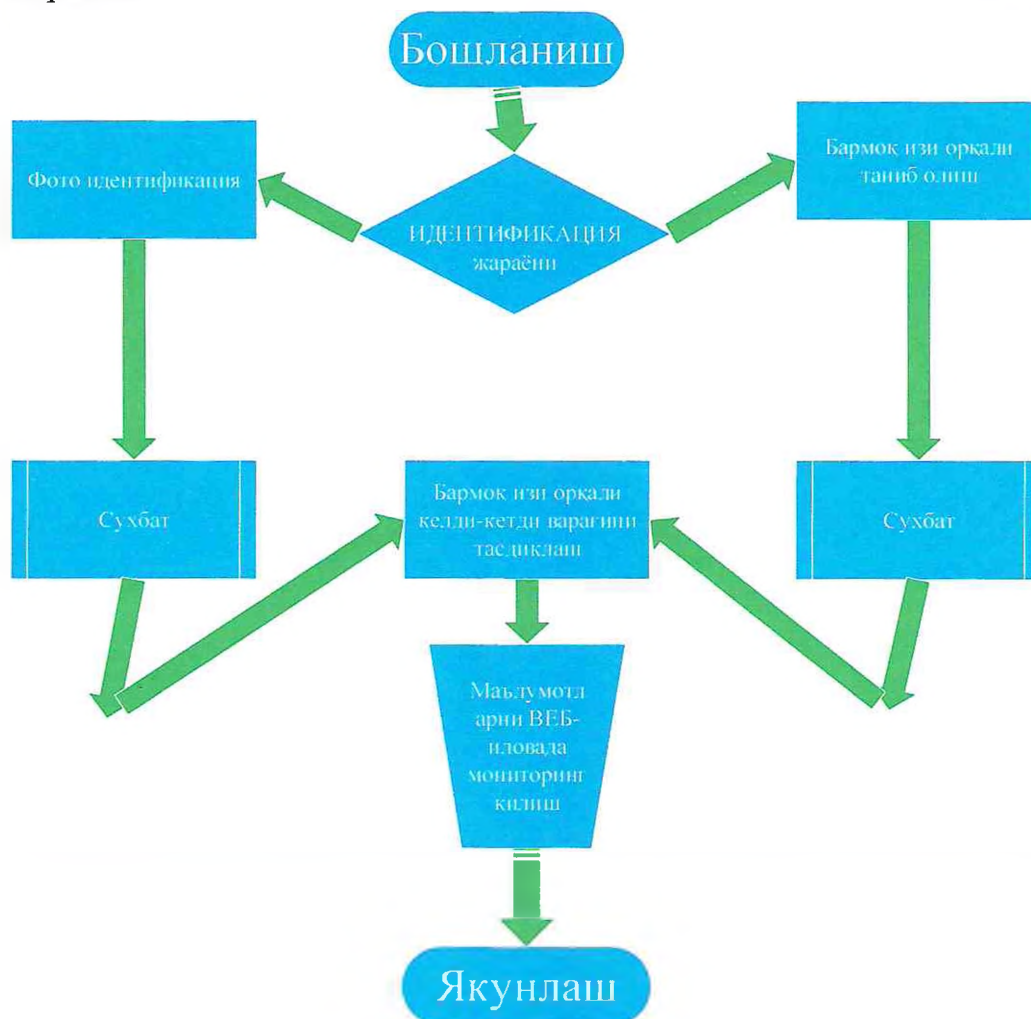 Бошланиш
Фото идентификация
ИДЕНТИФИКАЦИЯ
жараёни
Бармоқ изи орқали
таниб олиш
Сухбат
Бармоқ изи орқали
келди-кетди варағини
тасдиқлаш
Сухбат
Маълумотл
арни ВЕБ-
иловада
мониторинг
қилиш
Якунлаш